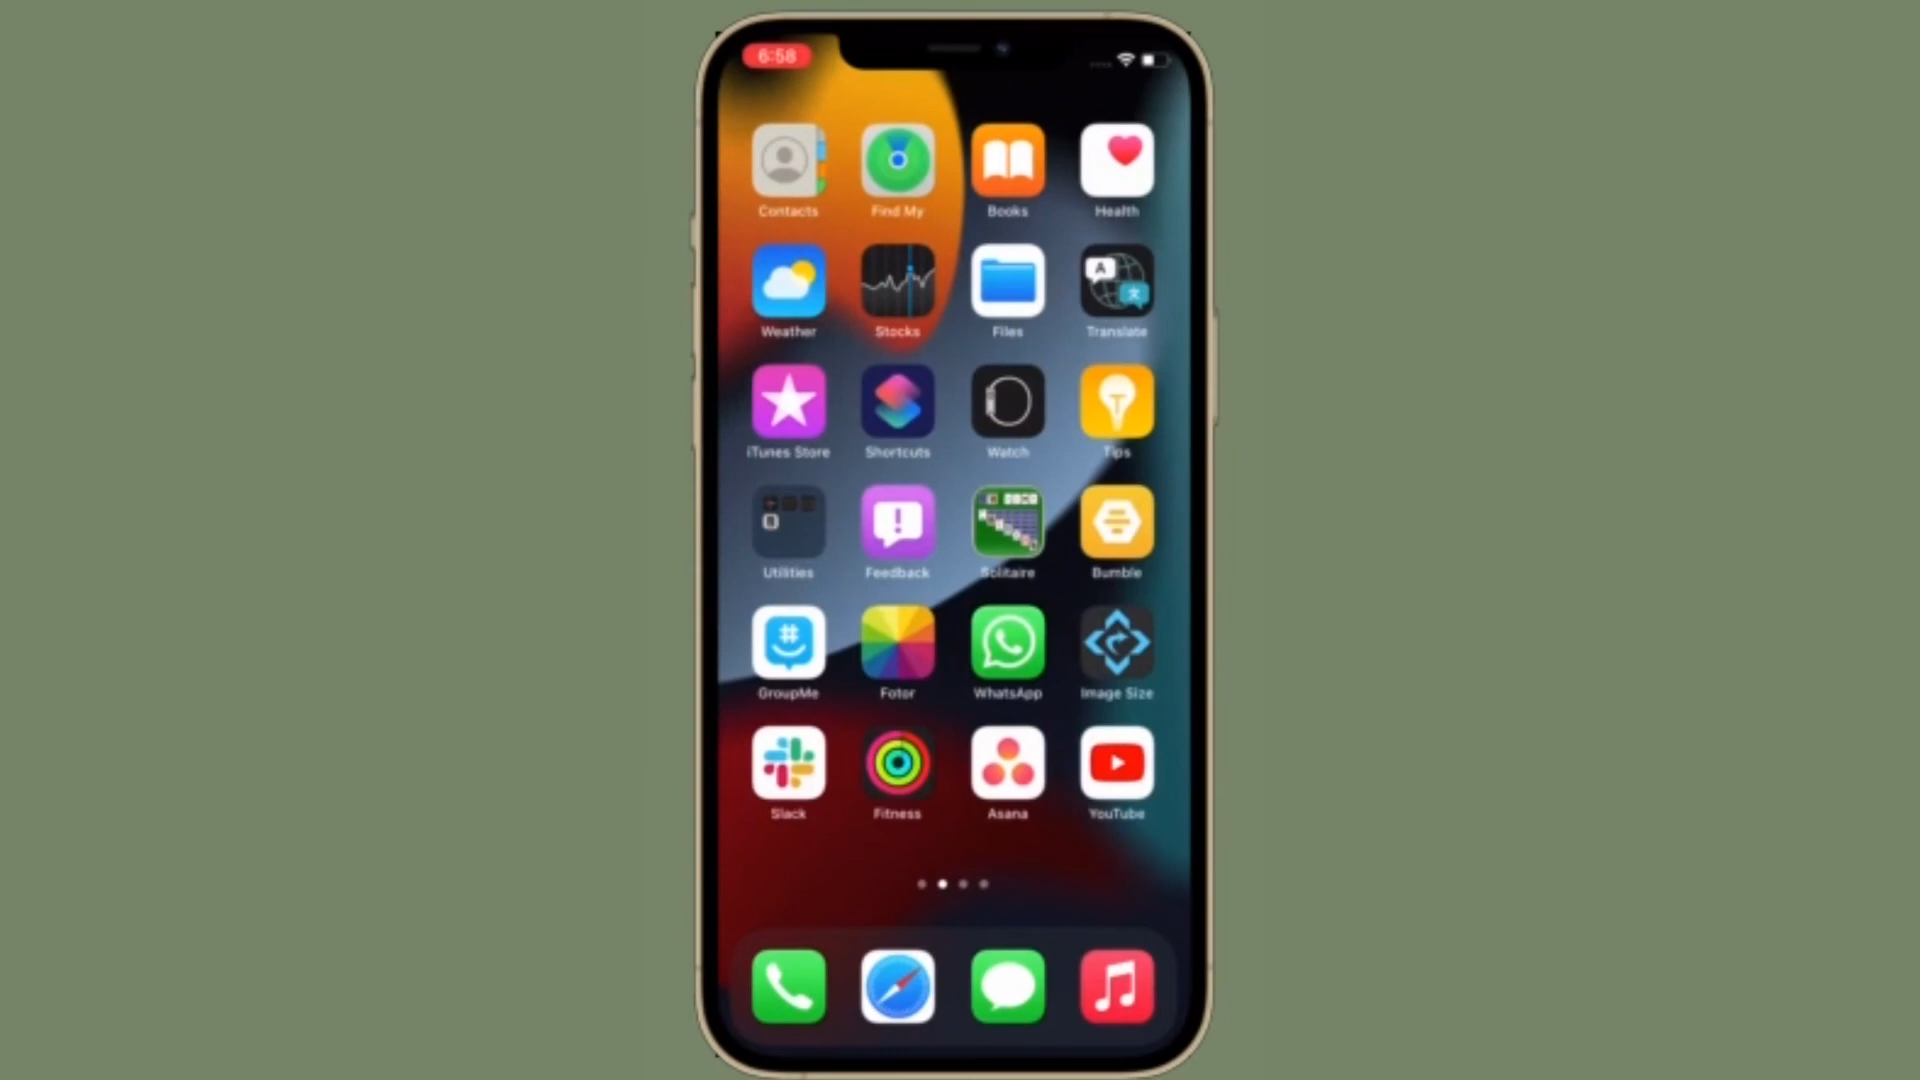 6:58
Contacts Find My Books Health
Weather Stocks Files Translate
iTunes Store Shortcuts Watch Tips
Utilities Feedback Solitaire Bumble
GroupMe Fotor WhatsApp Image Size
Slack Fitness Asana YouTube